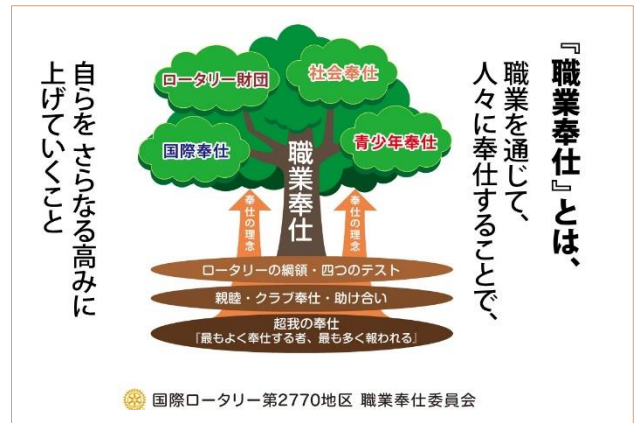 『職業奉仕』とは、
職業を通じて、
人々に奉仕することで、
自らを さらなる高みに
上げていくこと
ロータリー財団
社会奉仕
国際奉仕
青少年奉仕
職業奉仕
奉仕の理念
奉仕の理念
ロータリーの綱領・四つのテスト
親睦・クラブ奉仕・助け合い
超我の奉仕
「最もよく奉仕する者、最も多く報われる」
国際ロータリー第2770地区 職業奉仕委員会